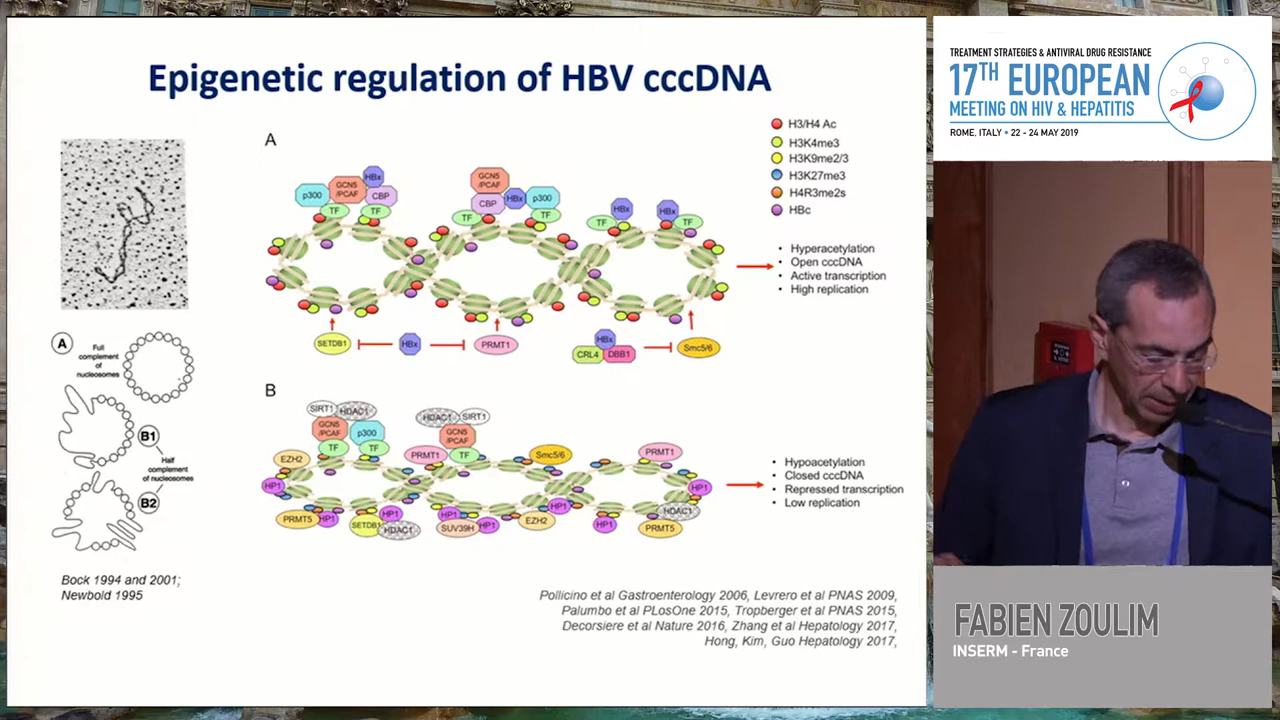 Epigenetic regulation of HBV cccDNA
A
H3/H4 Ac
H3K4me3
H3K9me2/3
H3K27me3
H4R3me2s
HBc
p300
GCN5
/PCAF
HBx
CBP
TF
TF
GCN5
/PCAF
CBP
HBx
p300
TF
TF
HBx
HBx
TF
TF
• Hyperacetylation
• Open cccDNA
• Active transcription
• High replication
SETDB1
HBx
PRMT1
HBx
CRL4
DBB1
Smc5/6
A
Full
complement
of
nucleosomes
B1
Half
complement
of nucleosomes
B2
B
SIRT1
HDAC1
GCN5
/PCAF
p300
TF
TF
HDAC1
SIRT1
GCN5
/PCAF
TF
EZH2
PRMT1
Smc5/6
PRMT1
HP1
HP1
PRMT5
HP1
SETDB1
HP1
HDAC1
HP1
SUV39H
HP1
EZH2
HP1
HP1
HDAC1
PRMT5
• Hypoacetylation
• Closed cccDNA
• Repressed transcription
• Low replication
Bock 1994 and 2001;
Newbold 1995
Pollicino et al Gastroenterology 2006, Levrero et al PNAS 2009,
Palumbo et al PLosOne 2015, Tropberger et al PNAS 2015,
Decorsiere et al Nature 2016, Zhang et al Hepatology 2017,
Hong, Kim, Guo Hepatology 2017,
TREATMENT STRATEGIES & ANTIVIRAL DRUG RESISTANCE
17TH EUROPEAN
MEETING ON HIV & HEPATITIS
ROME, ITALY • 22 - 24 MAY 2019
FABIEN ZOULIM
INSERM - France